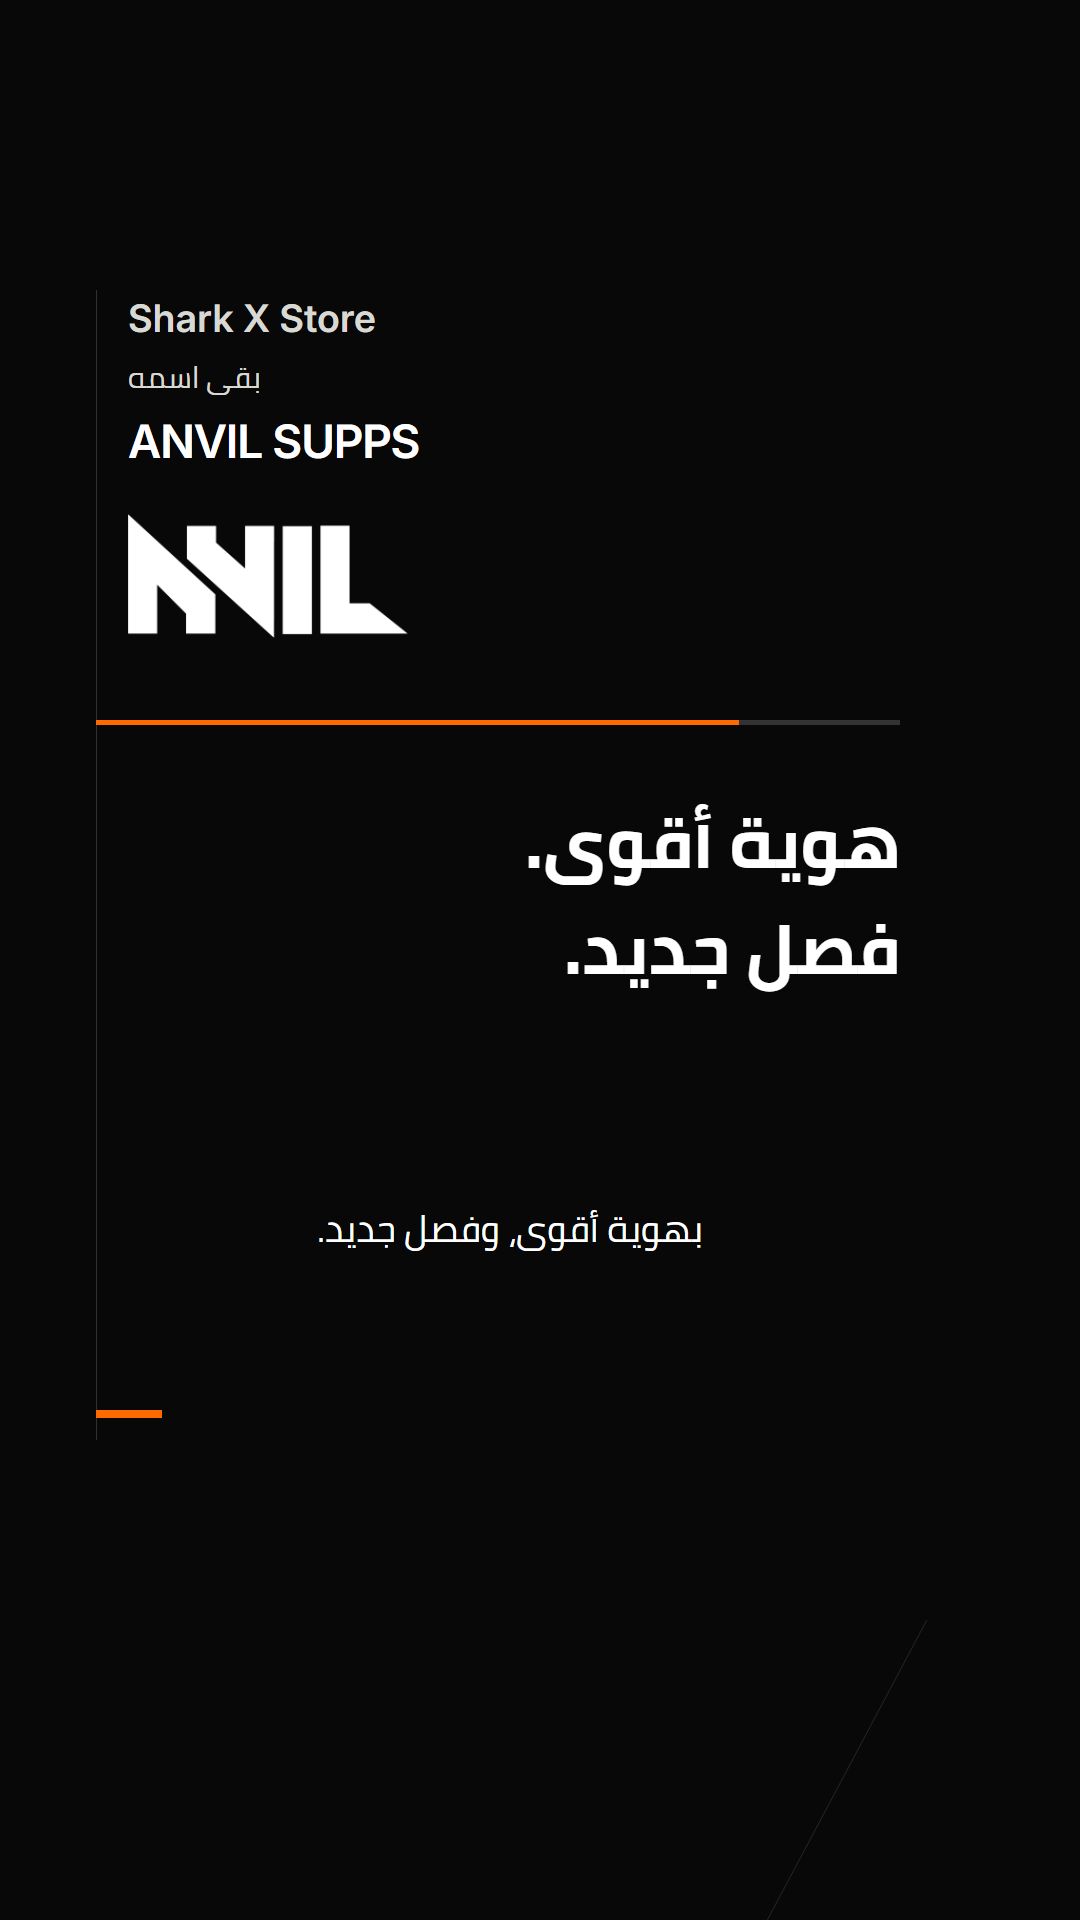 Shark X Store
بقى اسمه
ANVIL SUPPS
ANVIL
هوية أقوى.
فصل جديد.
بهوية أقوى، وفصل جديد.